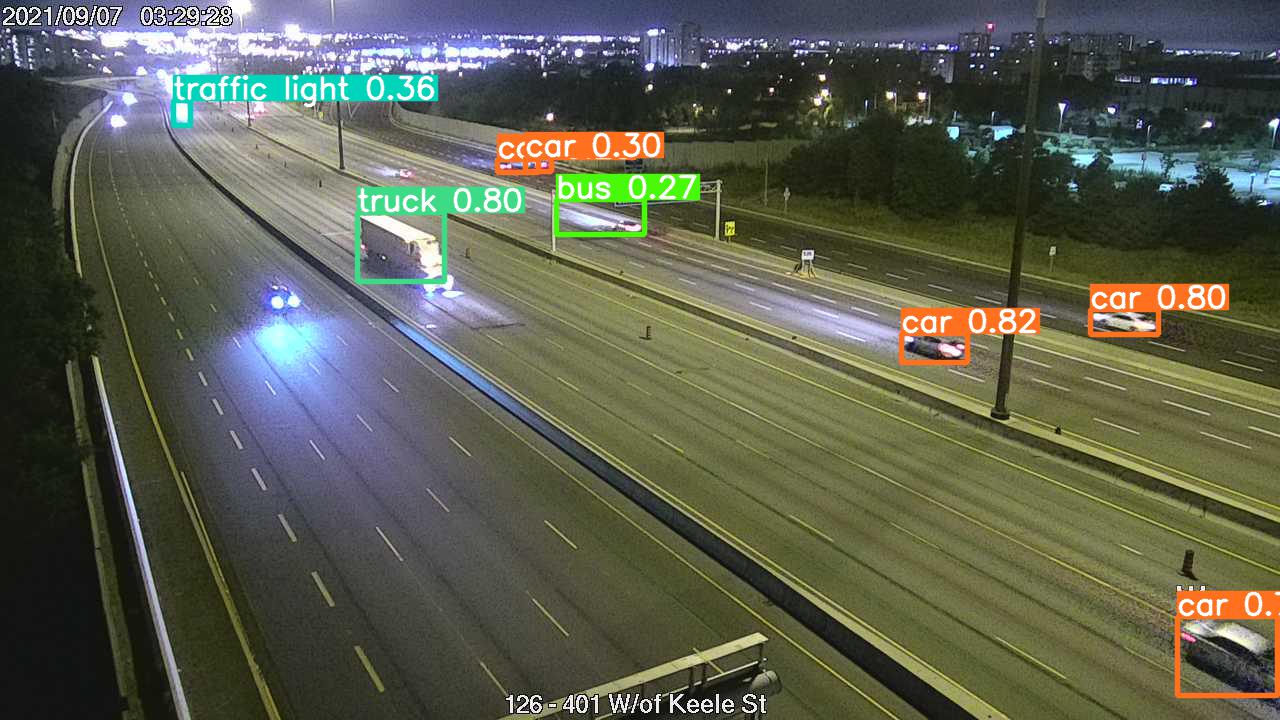 2021/09/07 03:29:28
traffic light 0.36
car 0.30
truck 0.80
bus 0.27
car 0.80
car 0.82
car 0.
126 - 401 W/of Keele St